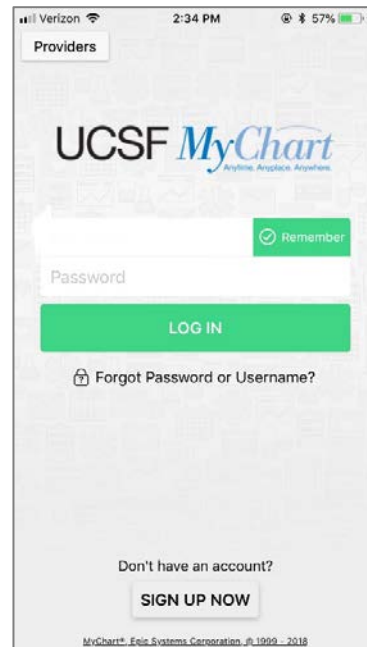 Verizon 2:34 PM 57%
Providers
UCSF MyChart
Anytime. Anyplace. Anywhere.
Remember
Password
LOG IN
Forgot Password or Username?
Don't have an account?
SIGN UP NOW
MyChart®, Epic Systems Corporation, © 1999 - 2018